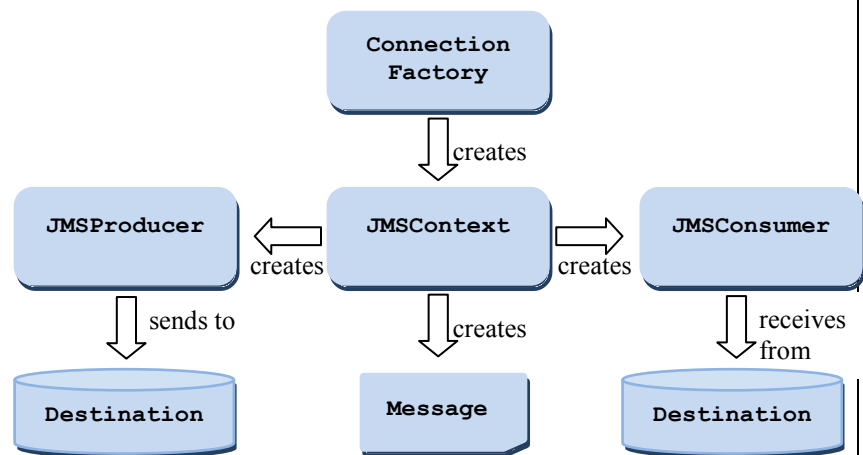 Connection
Factory
creates
JMSProducer
JMSContext
JMSConsumer
creates
creates
sends to
creates
receives
from
Destination
Message
Destination